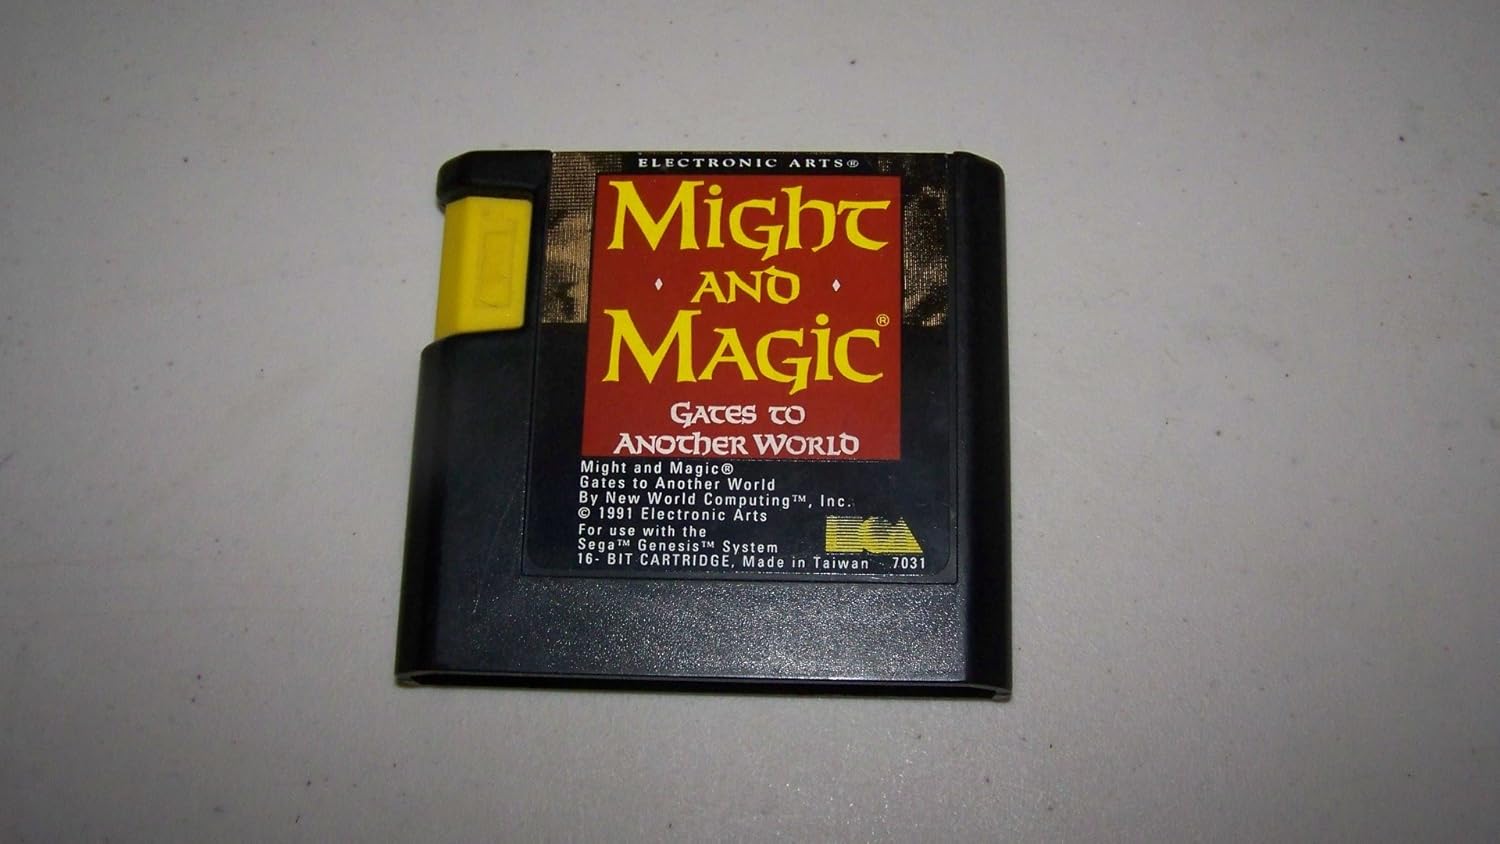 ELECTRONIC ARTS®
Might
AND
Magic®
Gates to
Another World
Might and Magic®
Gates to Another World
By New World Computing™, Inc.
© 1991 Electronic Arts
For use with the
Sega™ Genesis™ System
EA
16- BIT CARTRIDGE, Made in Taiwan 7031